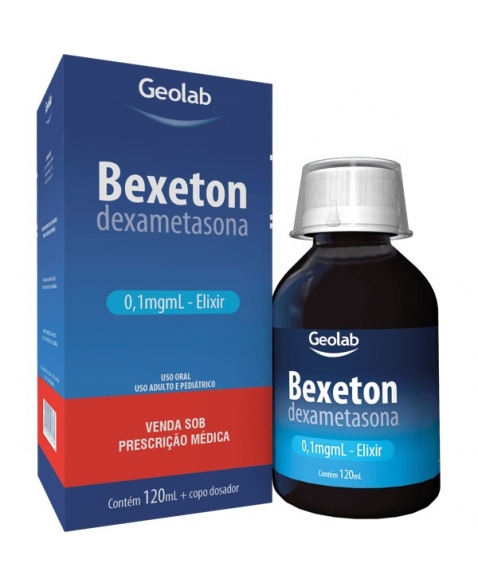 Geolab
Bexeton
dexametasona
0,1mgmL - Elixir
USO ORAL
USO ADULTO E PEDIÁTRICO
VENDA SOB
PRESCRIÇÃO MÉDICA
Contém 120mL + copo dosador
Geolab
Bexeton
dexametasona
0,1mgmL - Elixir
Contém 120mL